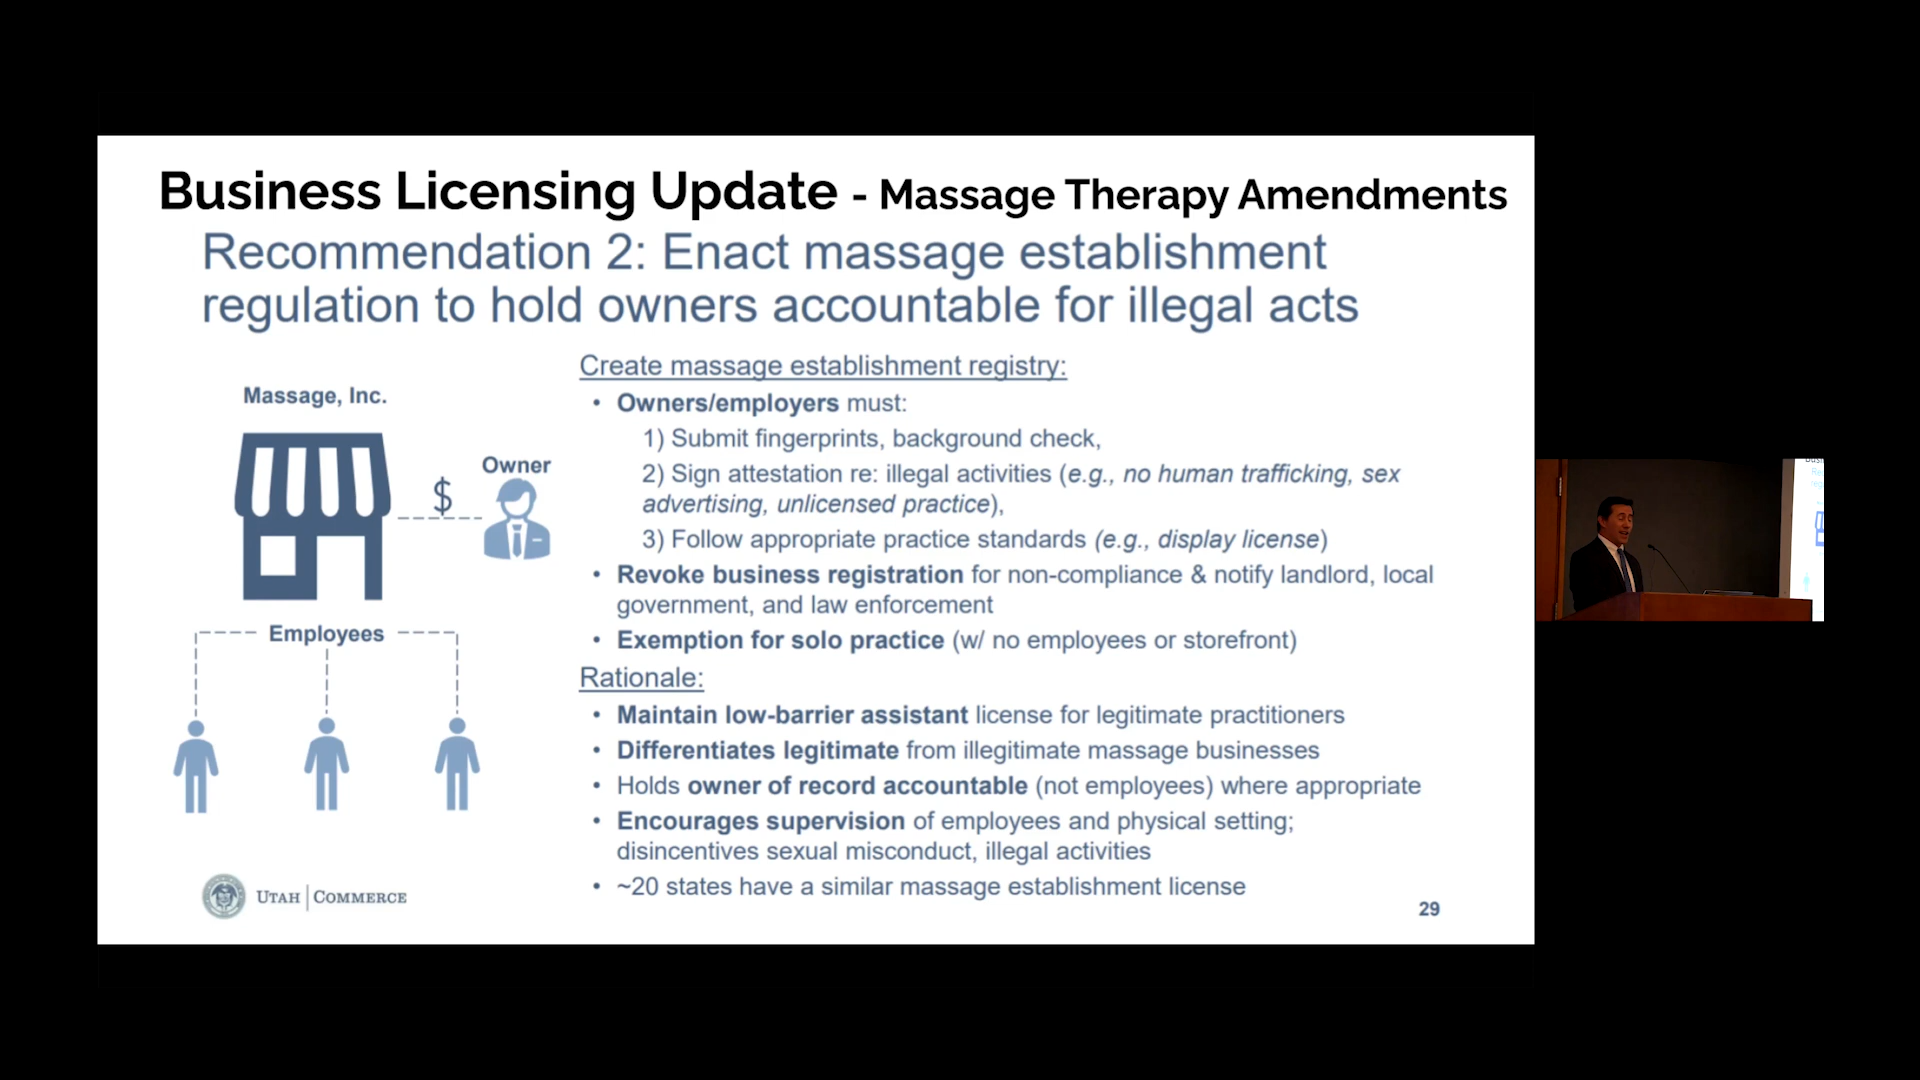 Business Licensing Update - Massage Therapy Amendments
Recommendation 2: Enact massage establishment
regulation to hold owners accountable for illegal acts
Massage, Inc.
$
Owner
Employees
Create massage establishment registry:
• Owners/employers must:
1) Submit fingerprints, background check,
2) Sign attestation re: illegal activities (e.g., no human trafficking, sex
advertising, unlicensed practice),
3) Follow appropriate practice standards (e.g., display license)
• Revoke business registration for non-compliance & notify landlord, local
government, and law enforcement
• Exemption for solo practice (w/ no employees or storefront)
Rationale:
• Maintain low-barrier assistant license for legitimate practitioners
• Differentiates legitimate from illegitimate massage businesses
• Holds owner of record accountable (not employees) where appropriate
• Encourages supervision of employees and physical setting;
disincentives sexual misconduct, illegal activities
• ~20 states have a similar massage establishment license
UTAH | COMMERCE
29